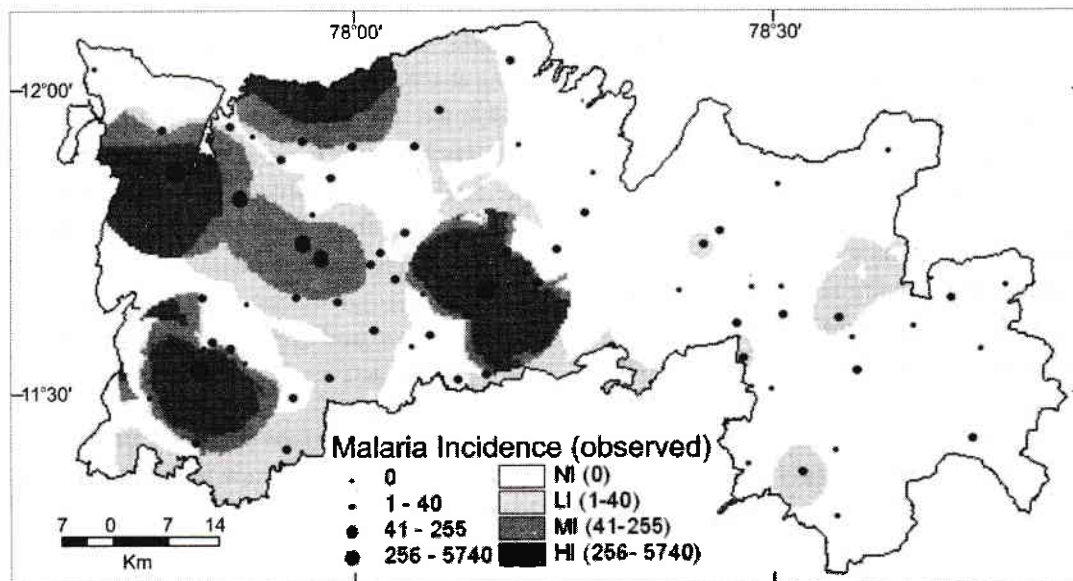 78°00'
78°30'
12°00'
11°30'
Malaria Incidence (observed)
0
NI (0)
1 - 40
LI (1-40)
41 - 255
MI (41-255)
256 - 5740
HI (256- 5740)
7 0 7 14
Km